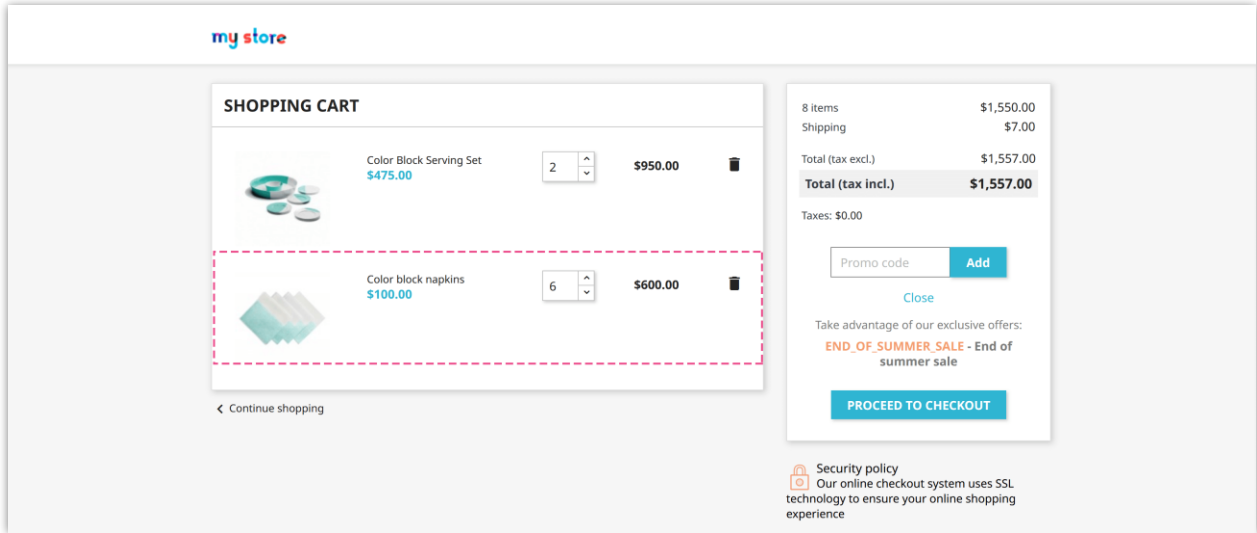 my store
SHOPPING CART
Color Block Serving Set
$475.00
2
$950.00
Color block napkins
$100.00
6
$600.00
Continue shopping
8 items $1,550.00
Shipping $7.00
Total (tax excl.) $1,557.00
Total (tax incl.) $1,557.00
Taxes: $0.00
Promo code Add
Close
Take advantage of our exclusive offers:
END_OF_SUMMER_SALE - End of
summer sale
PROCEED TO CHECKOUT
Security policy
Our online checkout system uses SSL
technology to ensure your online shopping
experience